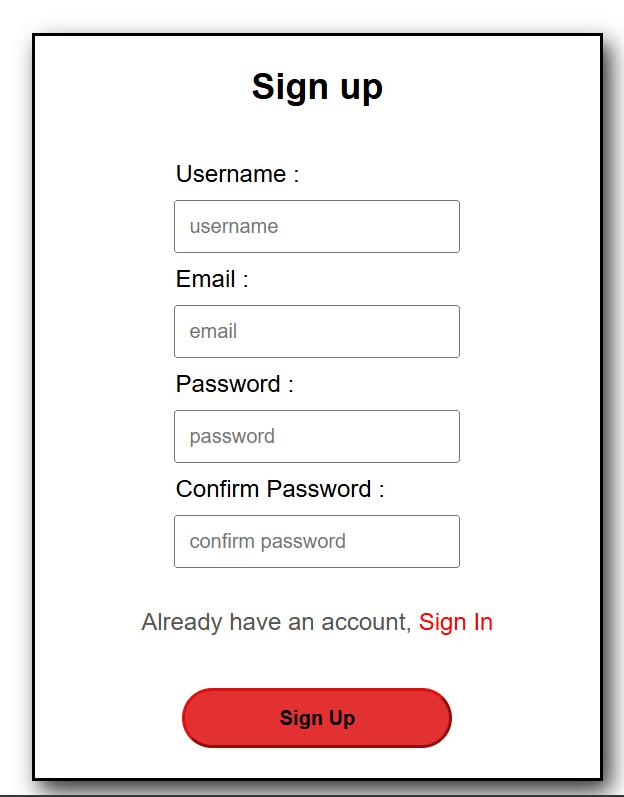 Sign up
Username :
username
Email :
email
Password :
password
Confirm Password :
confirm password
Already have an account, Sign In
Sign Up